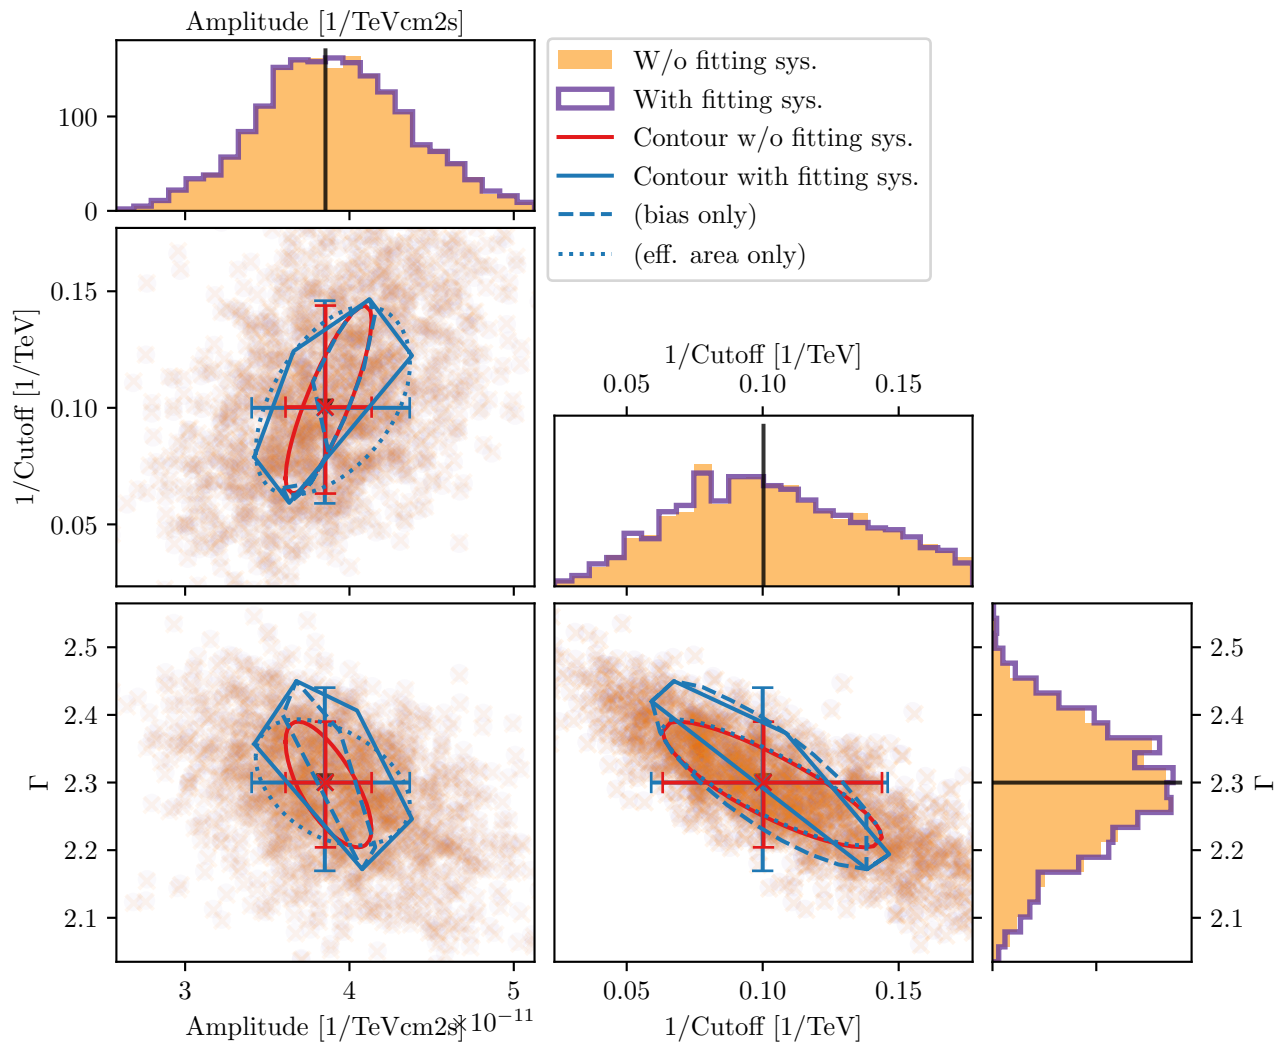 Amplitude [1/TeVcm2s]
100
0
W/o fitting sys.
With fitting sys.
Contour w/o fitting sys.
Contour with fitting sys.
(bias only)
(eff. area only)
1/Cutoff [1/TeV]
0.15
0.10
0.05
1/Cutoff [1/TeV]
0.05 0.10 0.15
Γ
2.5
2.4
2.3
2.2
2.1
2.5
2.4
2.3
2.2
2.1
Γ
3 4 5
×10⁻¹¹
Amplitude [1/TeVcm2s]
0.05 0.10 0.15
1/Cutoff [1/TeV]